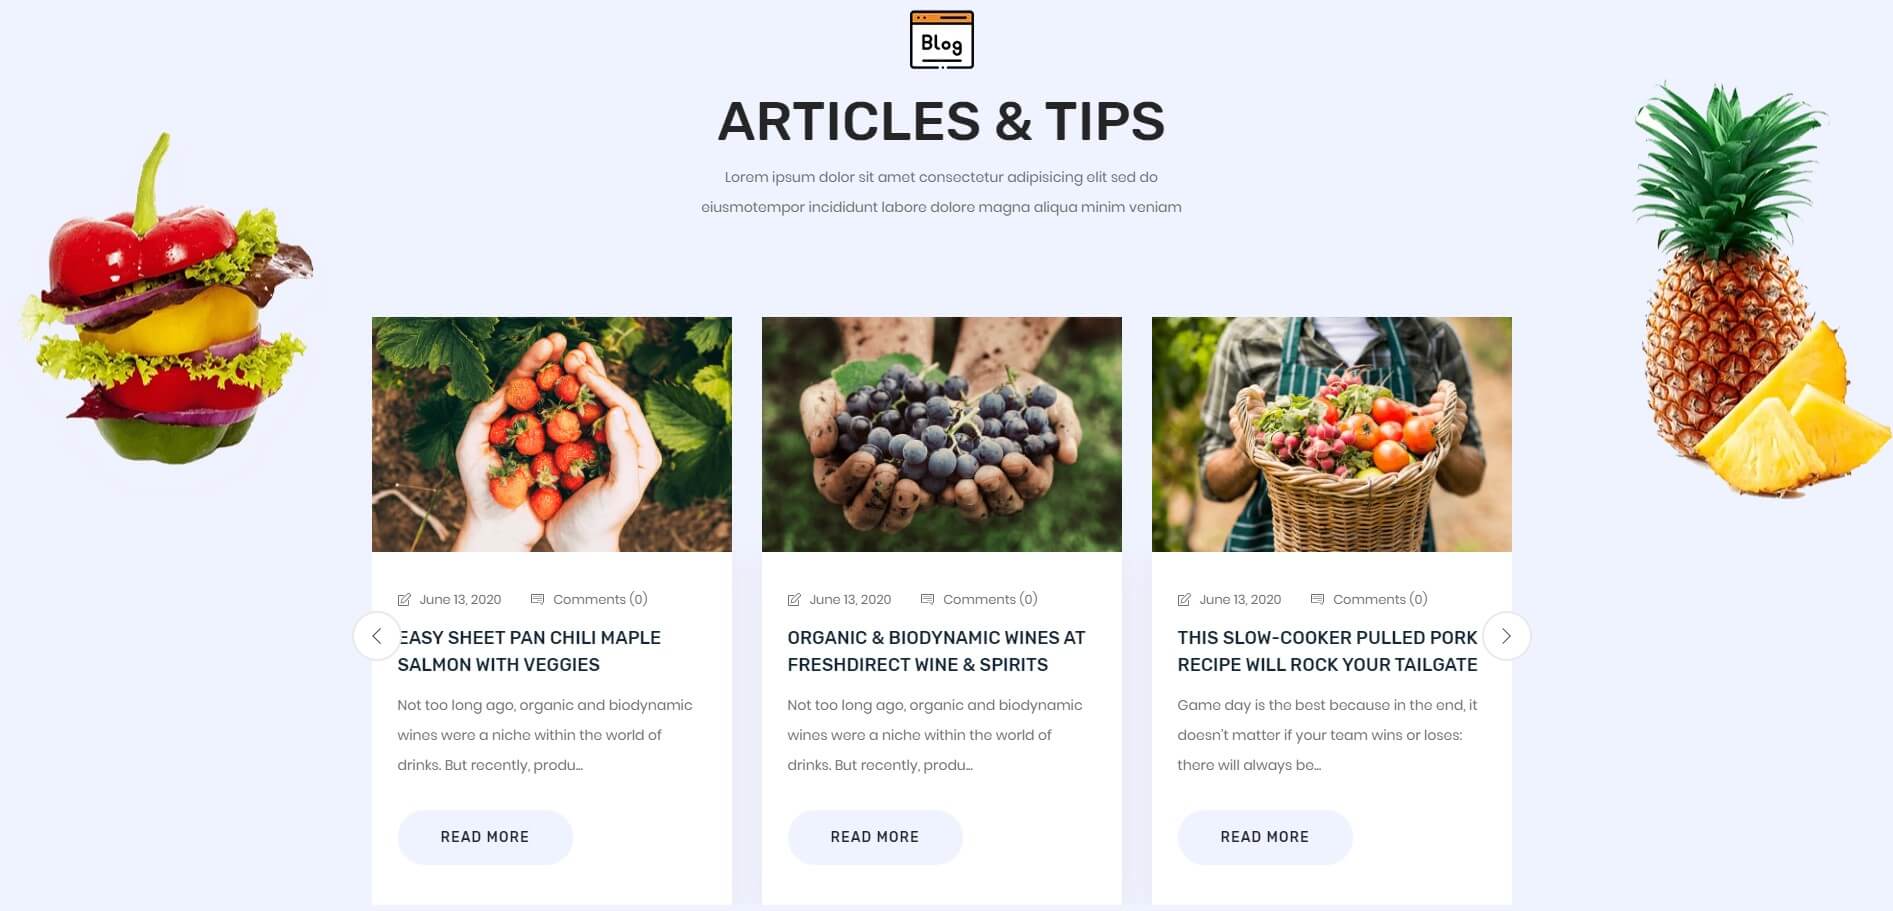 Blog
ARTICLES & TIPS
Lorem ipsum dolor sit amet consectetur adipisicing elit sed do
eiusmotempor incididunt labore dolore magna aliqua minim veniam
June 13, 2020 Comments (0)
EASY SHEET PAN CHILI MAPLE
SALMON WITH VEGGIES
Not too long ago, organic and biodynamic
wines were a niche within the world of
drinks. But recently, produ...
READ MORE
June 13, 2020 Comments (0)
ORGANIC & BIODYNAMIC WINES AT
FRESHDIRECT WINE & SPIRITS
Not too long ago, organic and biodynamic
wines were a niche within the world of
drinks. But recently, produ...
READ MORE
June 13, 2020 Comments (0)
THIS SLOW-COOKER PULLED PORK
RECIPE WILL ROCK YOUR TAILGATE
Game day is the best because in the end, it
doesn't matter if your team wins or loses:
there will always be...
READ MORE